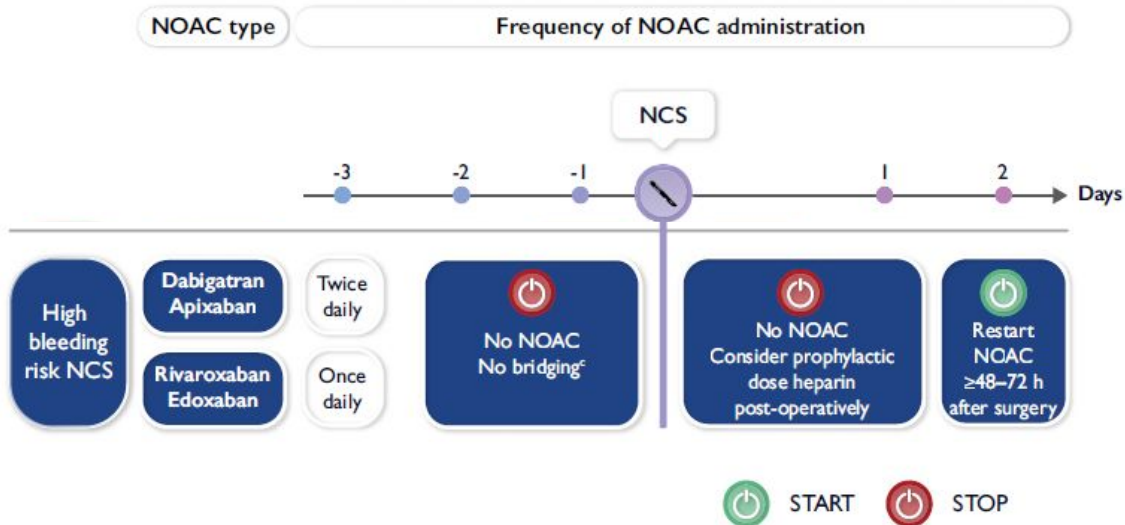 NOAC type
Frequency of NOAC administration
NCS
-3
-2
-1
1
2
Days
High
bleeding
risk NCS
Dabigatran
Apixaban
Twice
daily
Rivaroxaban
Edoxaban
Once
daily
No NOAC
No bridgingᶜ
No NOAC
Consider prophylactic
dose heparin
post-operatively
Restart
NOAC
≥48–72 h
after surgery
START
STOP